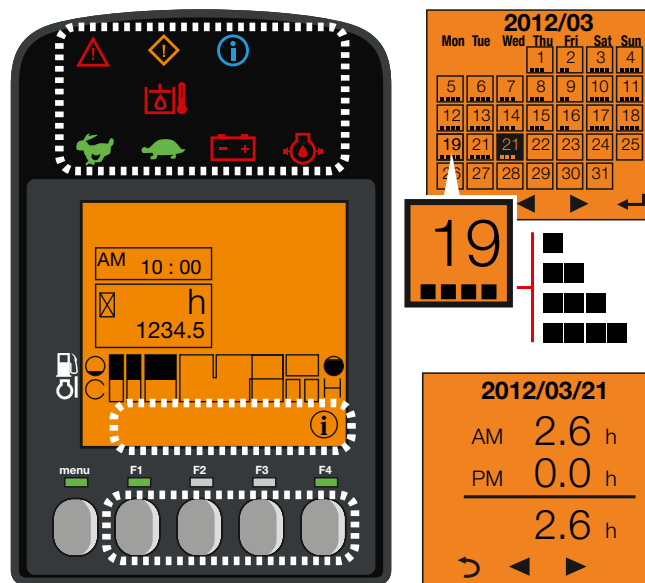 AM 10 : 00
h
1234.5
C H
i
menu F1 F2 F3 F4
2012/03
Mon Tue Wed Thu Fri Sat Sun
1 2 3 4
5 6 7 8 9 10 11
12 13 14 15 16 17 18
19 21 21 22 23 24 25
26 27 28 29 30 31
19
2012/03/21
AM 2.6 h
PM 0.0 h
2.6 h